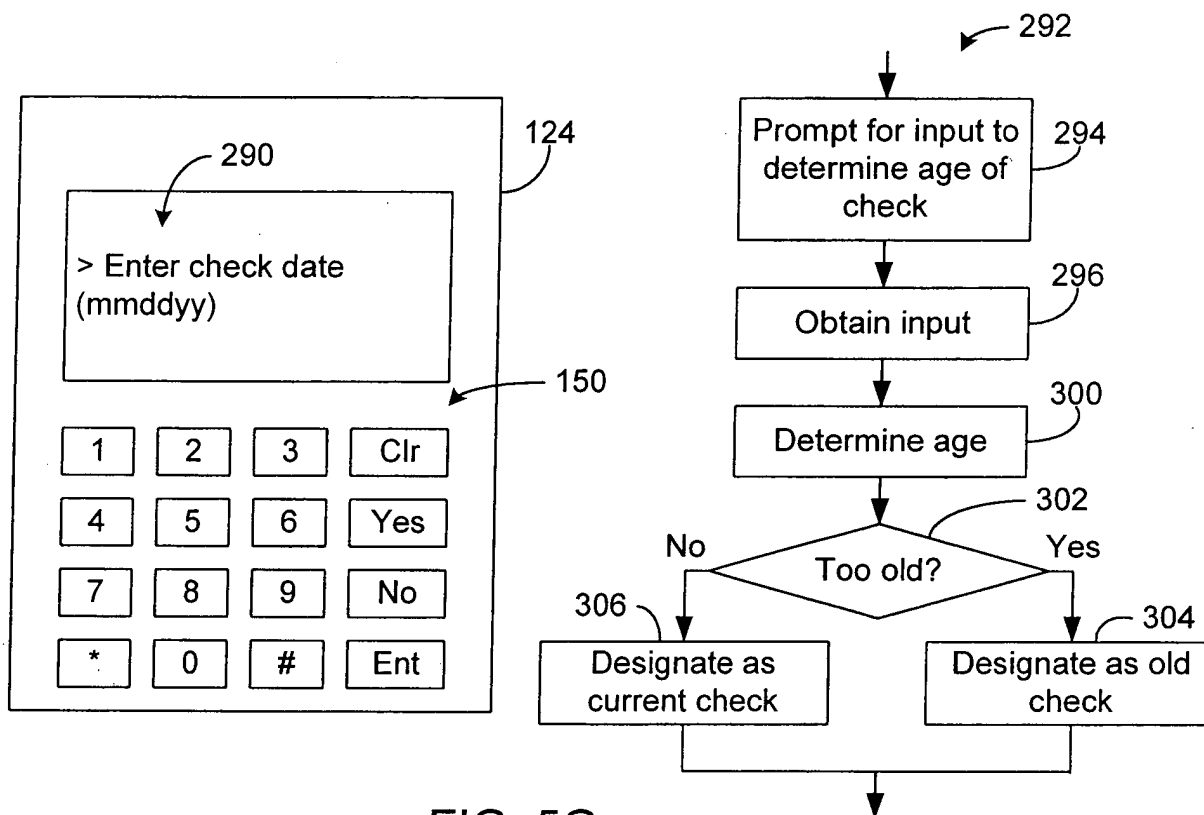 292
124
290
> Enter check date
(mmddyy)
150
1 2 3 Clr
4 5 6 Yes
7 8 9 No
* 0 # Ent
Prompt for input to
determine age of
check
294
Obtain input
296
Determine age
300
302
No
Too old?
Yes
306
Designate as
current check
304
Designate as old
check